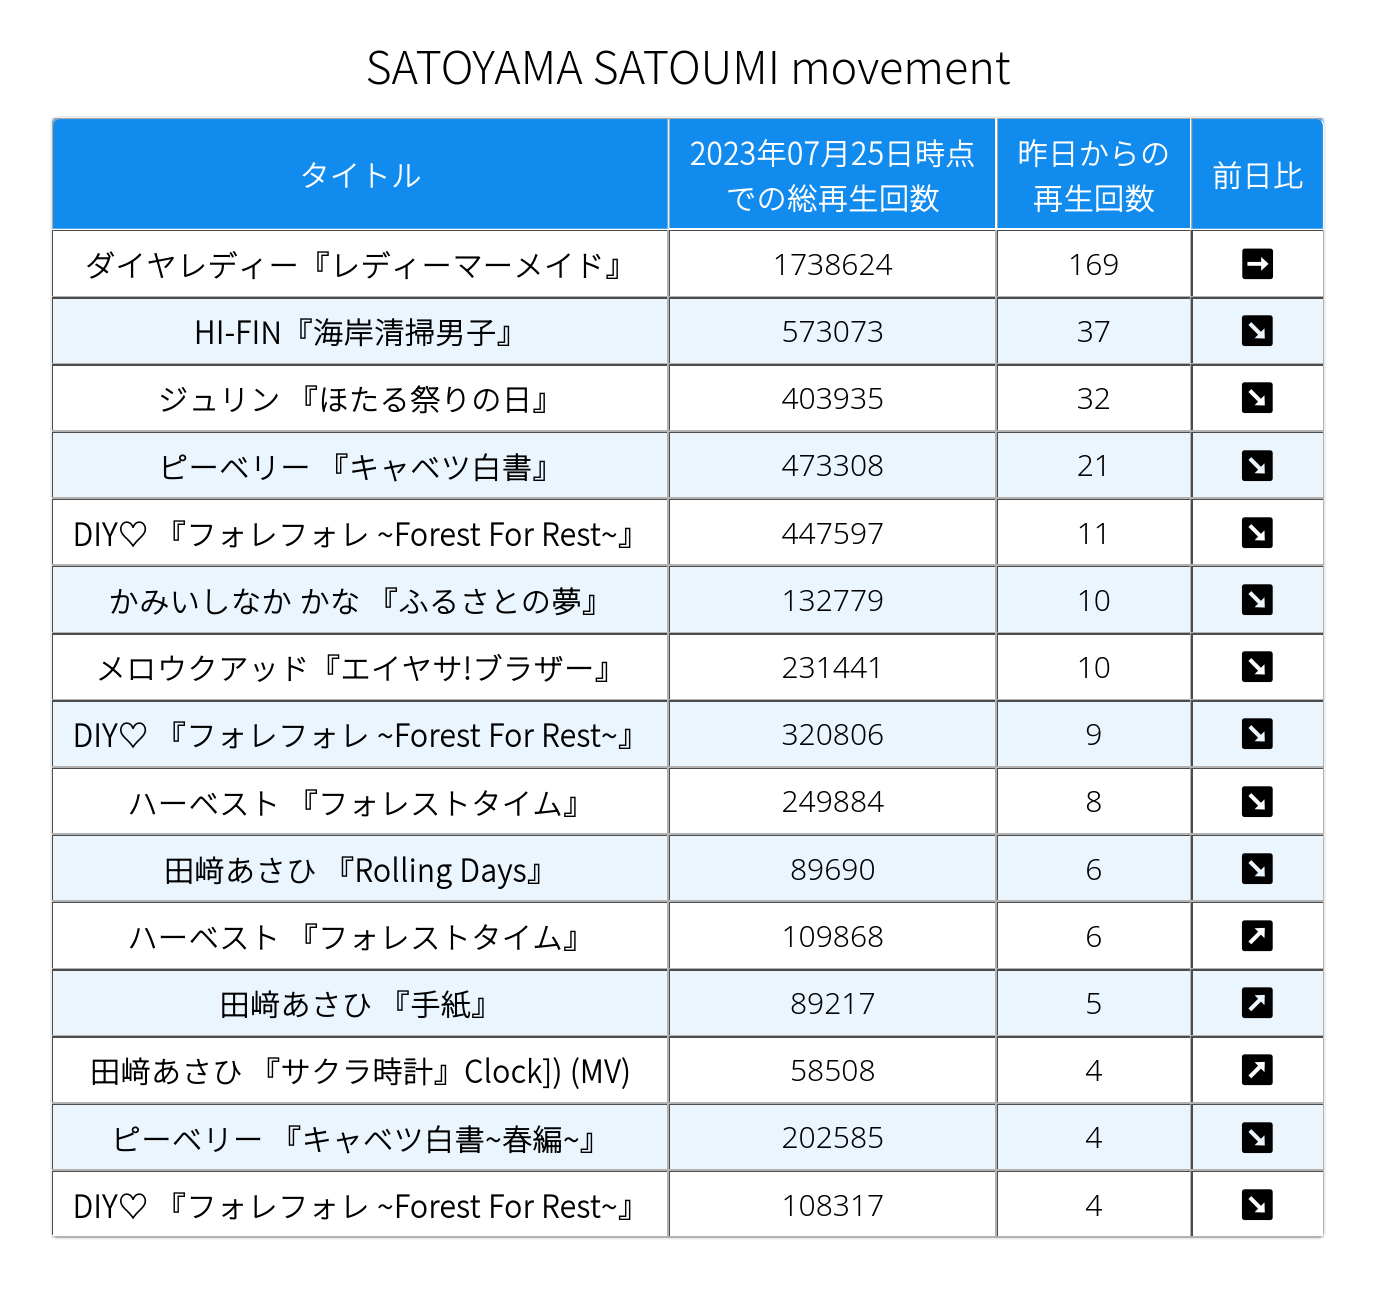 SATOYAMA SATOUMI movement
タイトル 2023年07月25日時点での総再生回数 昨日からの再生回数 前日比
ダイヤレディー『レディーマーメイド』 1738624 169 ➡
HI-FIN『海岸清掃男子』 573073 37 ↘
ジュリン 『ほたる祭りの日』 403935 32 ↘
ピーベリー 『キャベツ白書』 473308 21 ↘
DIY♡ 『フォレフォレ ~Forest For Rest~』 447597 11 ↘
かみいしなか かな 『ふるさとの夢』 132779 10 ↘
メロウクアッド『エイヤサ!ブラザー』 231441 10 ↘
DIY♡ 『フォレフォレ ~Forest For Rest~』 320806 9 ↘
ハーベスト 『フォレストタイム』 249884 8 ↘
田﨑あさひ 『Rolling Days』 89690 6 ↘
ハーベスト 『フォレストタイム』 109868 6 ↗
田﨑あさひ 『手紙』 89217 5 ↗
田﨑あさひ 『サクラ時計』Clock]) (MV) 58508 4 ↗
ピーベリー 『キャベツ白書~春編~』 202585 4 ↘
DIY♡ 『フォレフォレ ~Forest For Rest~』 108317 4 ↘